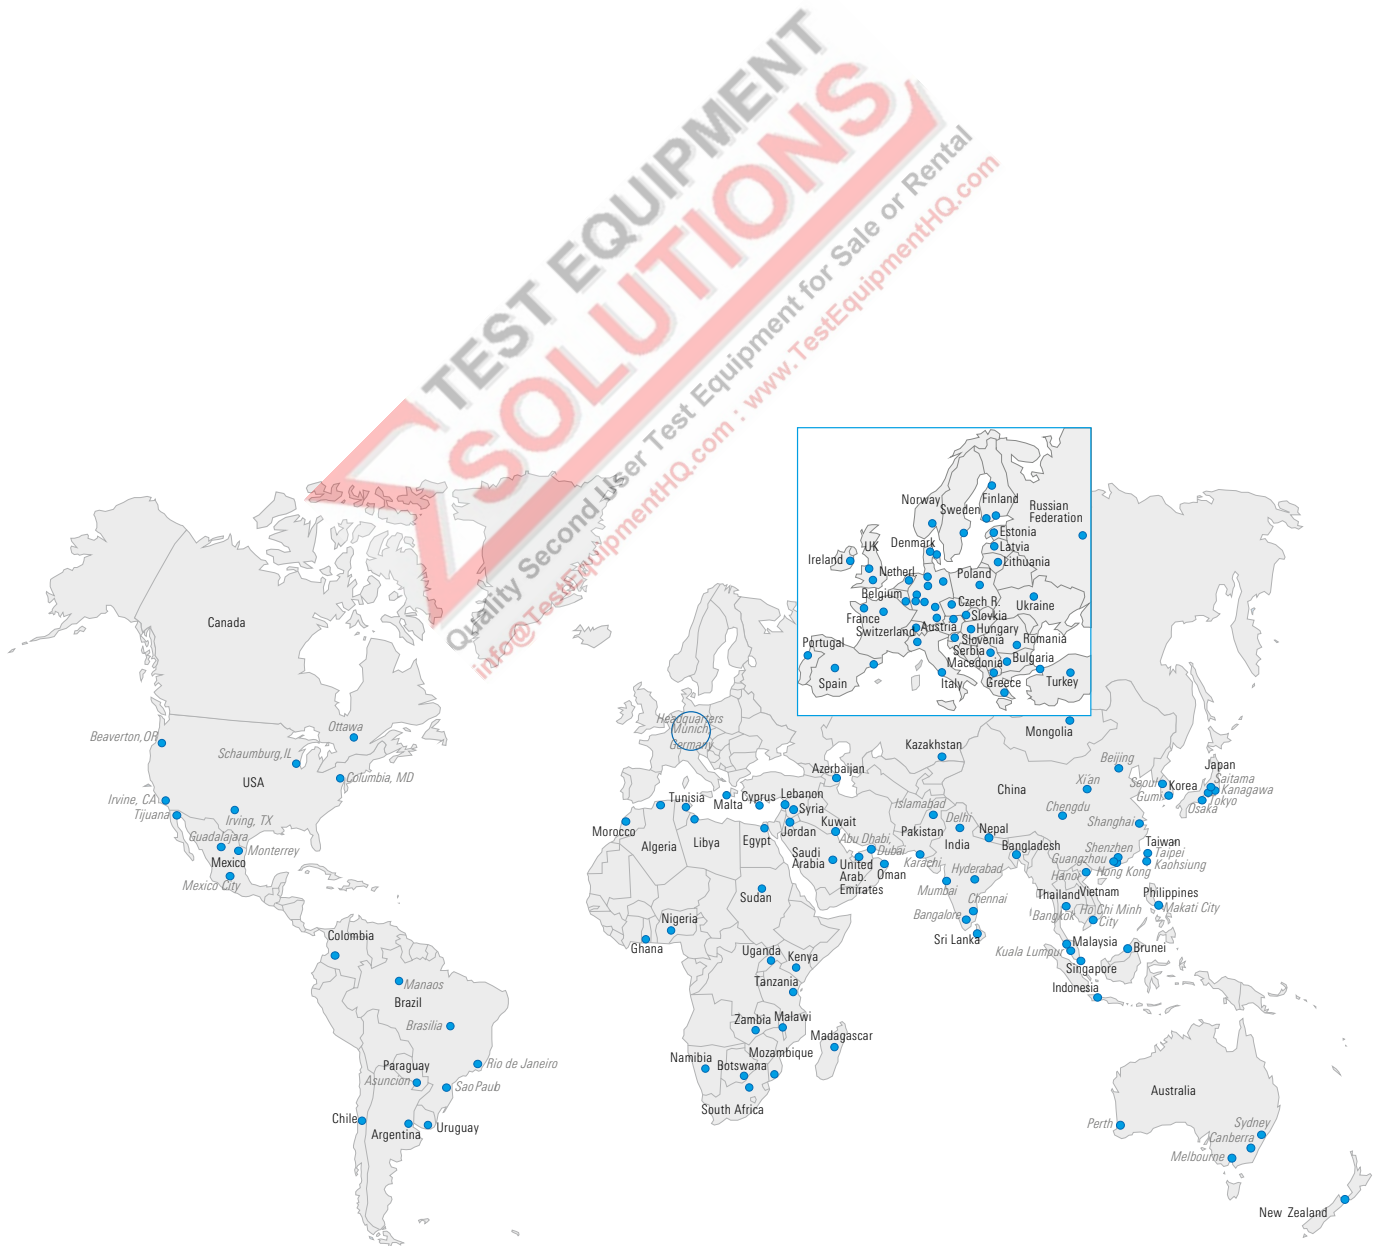 TEST EQUIPMENT
SOLUTIONS
Quality Second User Test Equipment for Sale or Rental
info@TestEquipmentHQ.com : www.TestEquipmentHQ.com
Norway
Sweden
Finland
Russian
Federation
Estonia
Latvia
Lithuania
Denmark
UK
Ireland
Netherl.
Belgium
Poland
Czech R.
Slovkia
Ukraine
France
Switzerland
Austria
Hungary
Slovenia
Romania
Serbia
Bulgaria
Macedonia
Portugal
Spain
Italy
Greece
Turkey
Canada
Ottawa
Beaverton,OR
Schaumburg,IL
USA
Columbia, MD
Irvine, CA
Tijuana
Irving, TX
Guadalajara
Monterrey
Mexico
Mexico City
Colombia
Manaos
Brazil
Brasilia
Rio de Janeiro
Paraguay
Asuncion
Sao Paub
Chile
Argentina
Uruguay
Headquarters
Munich,
Germany
Kazakhstan
Azerbaijan
Mongolia
Beijing
China
Xi'an
Chengdu
Shanghai
Seoul
Korea
Gumi
Japan
Saitama
Kanagawa
Tokyo
Osaka
Tunisia
Malta
Cyprus
Lebanon
Syria
Morocco
Algeria
Libya
Egypt
Jordan
Kuwait
Saudi
Arabia
Abu Dhabi,
Dubai
United
Arab.
Emirates
Oman
Islamabad
Pakistan
Karachi
Delhi
India
Nepal
Bangladesh
Hyderabad
Mumbai
Chennai
Bangalore
Sri Lanka
Shenzhen
Guangzhou
Hong Kong
Hanoi
Taiwan
Taipei
Kaohsiung
Thailand
Vietnam
Bangkok
Ho Chi Minh
City
Philippines
Makati City
Malaysia
Kuala Lumpur
Brunei
Singapore
Indonesia
Sudan
Nigeria
Ghana
Uganda
Kenya
Tanzania
Zambia
Malawi
Madagascar
Mozambique
Namibia
Botswana
South Africa
Australia
Perth
Sydney
Canberra
Melbourne
New Zealand